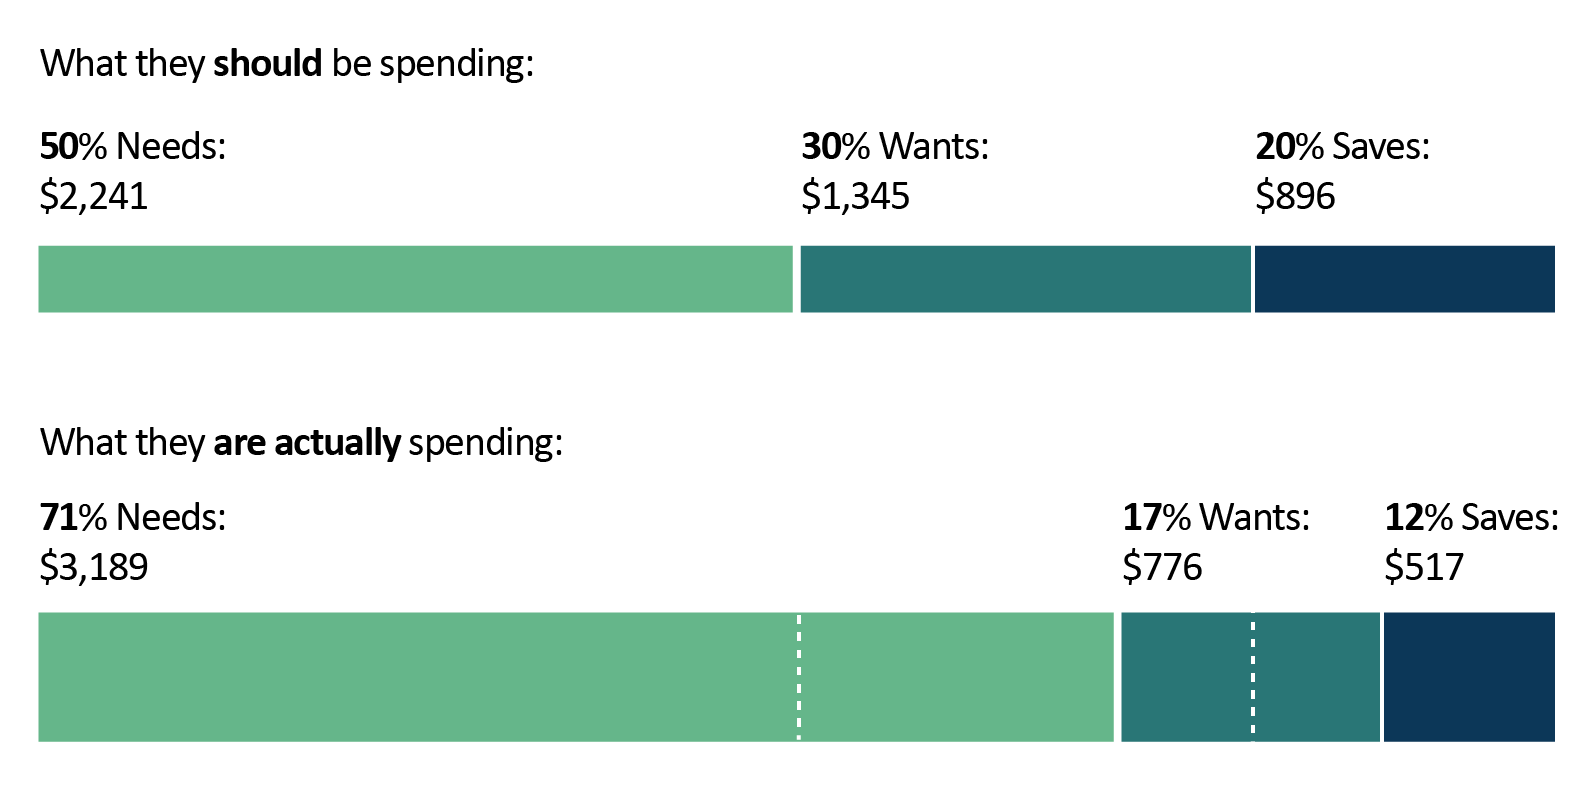 What they should be spending:
50% Needs:
$2,241
30% Wants:
$1,345
20% Saves:
$896
What they are actually spending:
71% Needs:
$3,189
17% Wants:
$776
12% Saves:
$517